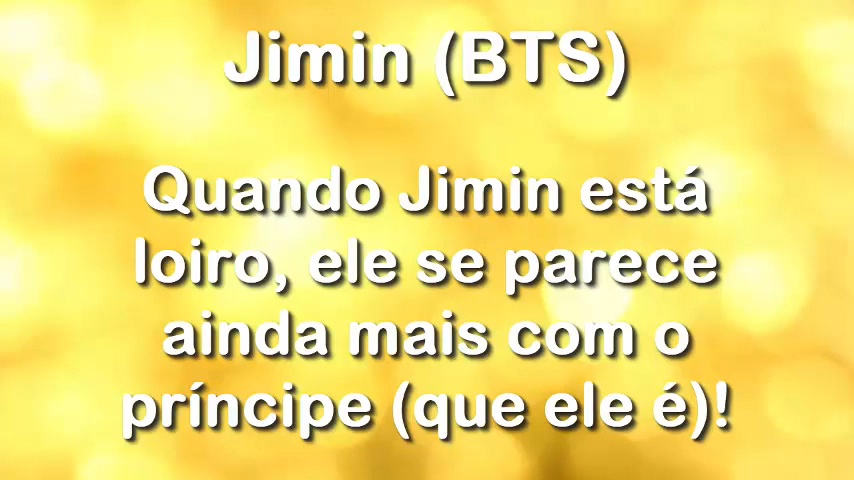 Jimin (BTS)
Quando Jimin está
loiro, ele se parece
ainda mais com o
príncipe (que ele é)!